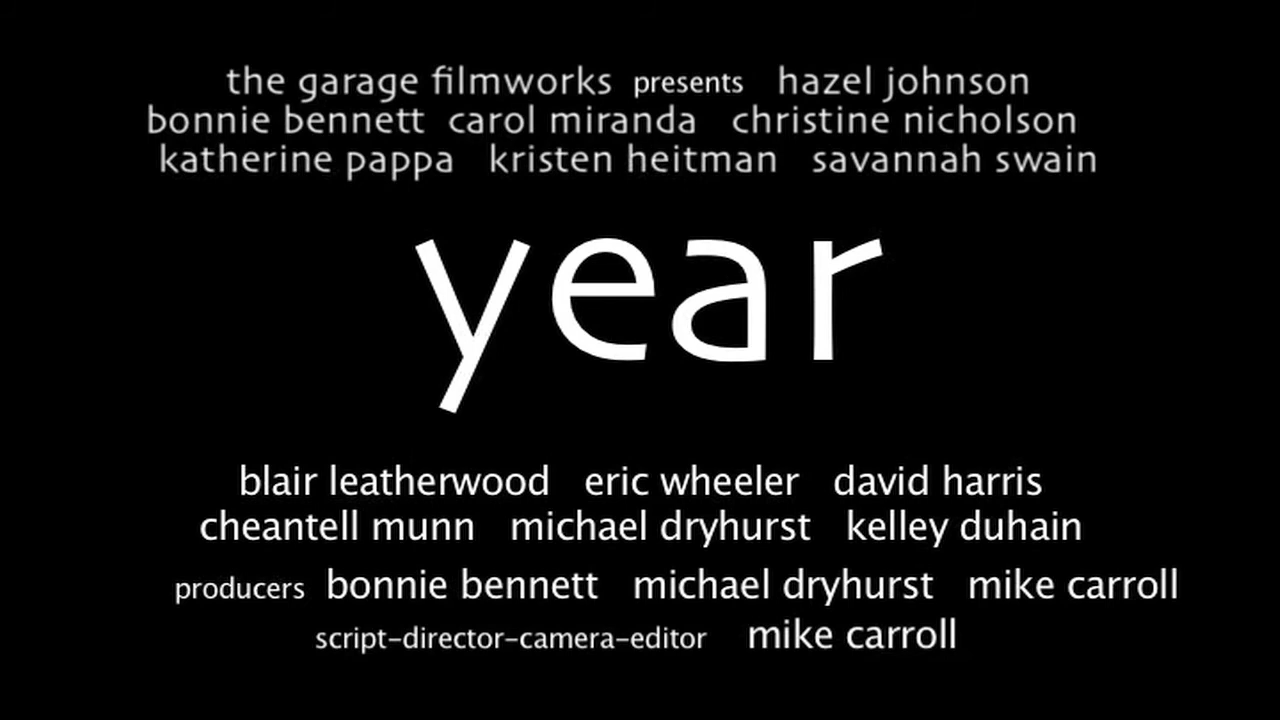 the garage filmworks presents hazel johnson
bonnie bennett carol miranda christine nicholson
katherine pappa kristen heitman savannah swain
year
blair leatherwood eric wheeler david harris
cheantell munn michael dryhurst kelley duhain
producers bonnie bennett michael dryhurst mike carroll
script-director-camera-editor mike carroll